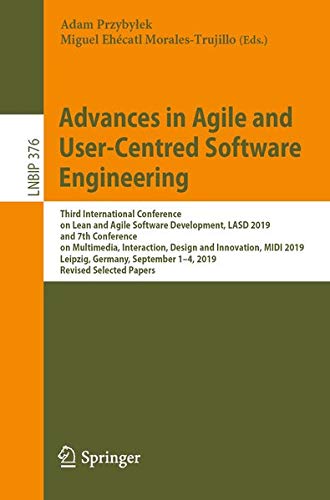 Adam Przybyłek
Miguel Ehécatl Morales-Trujillo (Eds.)
LNBIP 376
Advances in Agile and
User-Centred Software
Engineering
Third International Conference
on Lean and Agile Software Development, LASD 2019
and 7th Conference
on Multimedia, Interaction, Design and Innovation, MIDI 2019
Leipzig, Germany, September 1–4, 2019
Revised Selected Papers
Springer